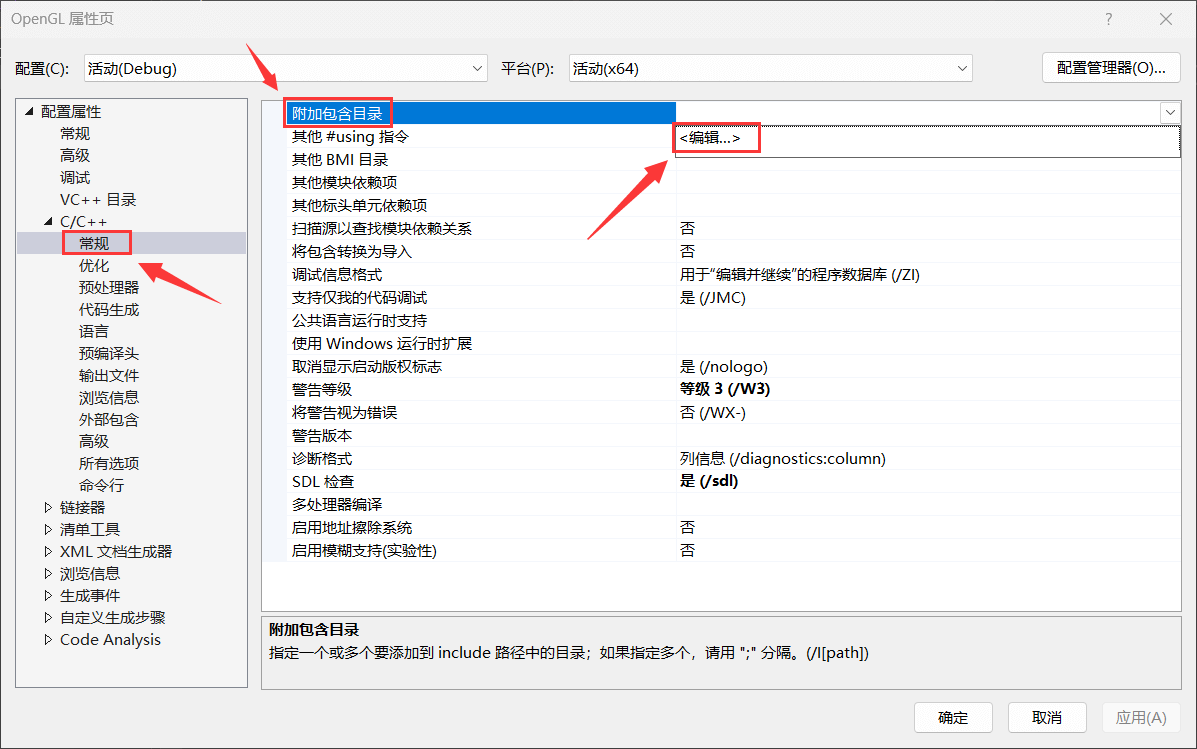 OpenGL 属性页
?
配置(C): 活动(Debug) 平台(P): 活动(x64) 配置管理器(O)...
配置属性
常规
高级
调试
VC++ 目录
C/C++
常规
优化
预处理器
代码生成
语言
预编译头
输出文件
浏览信息
外部包含
高级
所有选项
命令行
链接器
清单工具
XML 文档生成器
浏览信息
生成事件
自定义生成步骤
Code Analysis
附加包含目录
<编辑...>
其他 #using 指令
其他 BMI 目录
其他模块依赖项
其他标头单元依赖项
扫描源以查找模块依赖关系 否
将包含转换为导入 否
调试信息格式 用于“编辑并继续”的程序数据库 (/ZI)
支持仅我的代码调试 是 (/JMC)
公共语言运行时支持
使用 Windows 运行时扩展
取消显示启动版权标志 是 (/nologo)
警告等级 等级 3 (/W3)
将警告视为错误 否 (/WX-)
警告版本
诊断格式 列信息 (/diagnostics:column)
SDL 检查 是 (/sdl)
多处理器编译
启用地址擦除系统 否
启用模糊支持(实验性) 否
附加包含目录
指定一个或多个要添加到 include 路径中的目录；如果指定多个，请用 ";" 分隔。(/I[path])
确定 取消 应用(A)